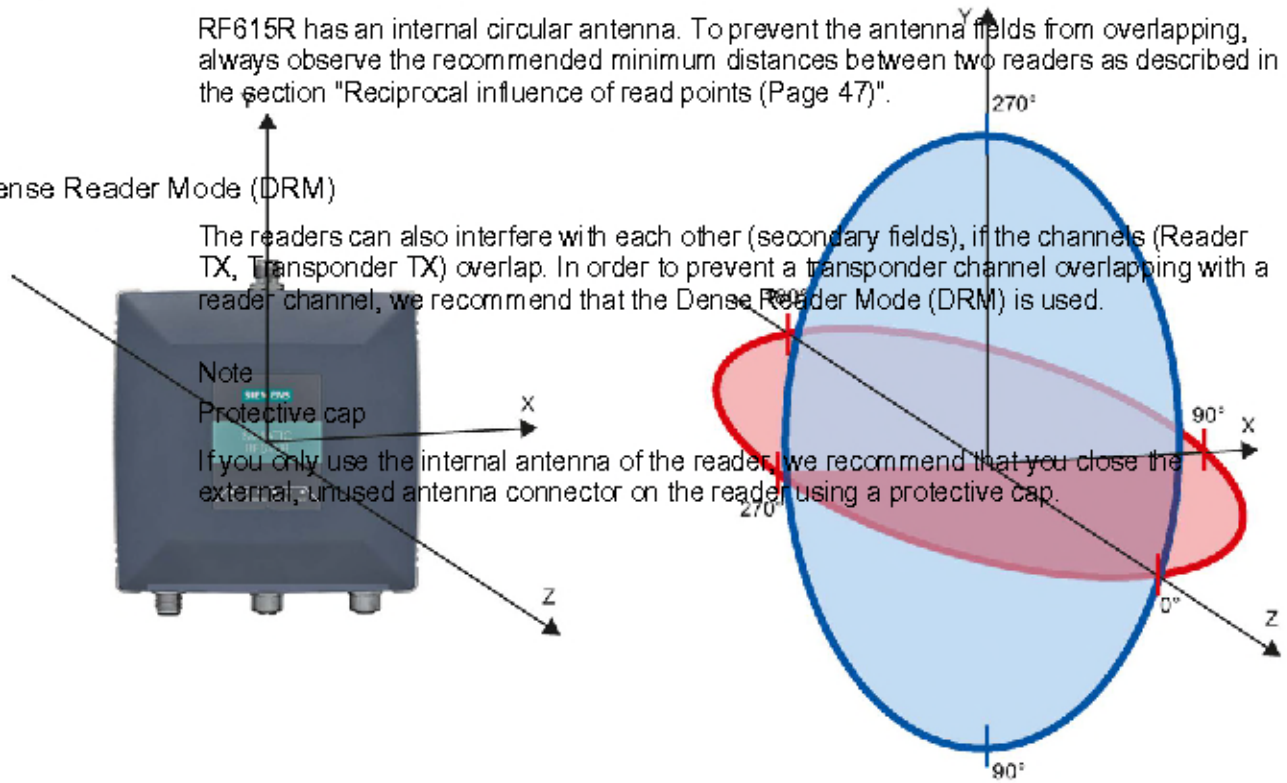 RF615R has an internal circular antenna. To prevent the antenna fields from overlapping,
always observe the recommended minimum distances between two readers as described in
the section "Reciprocal influence of read points (Page 47)".
ense Reader Mode (DRM)
The readers can also interfere with each other (secondary fields), if the channels (Reader
TX, Transponder TX) overlap. In order to prevent a transponder channel overlapping with a
reader channel, we recommend that the Dense Reader Mode (DRM) is used.
Note
Protective cap
If you only use the internal antenna of the reader, we recommend that you close the
external, unused antenna connector on the reader using a protective cap.
Y
X
Z
SIEMENS
Y
270°
90°
X
270°
0°
Z
90°